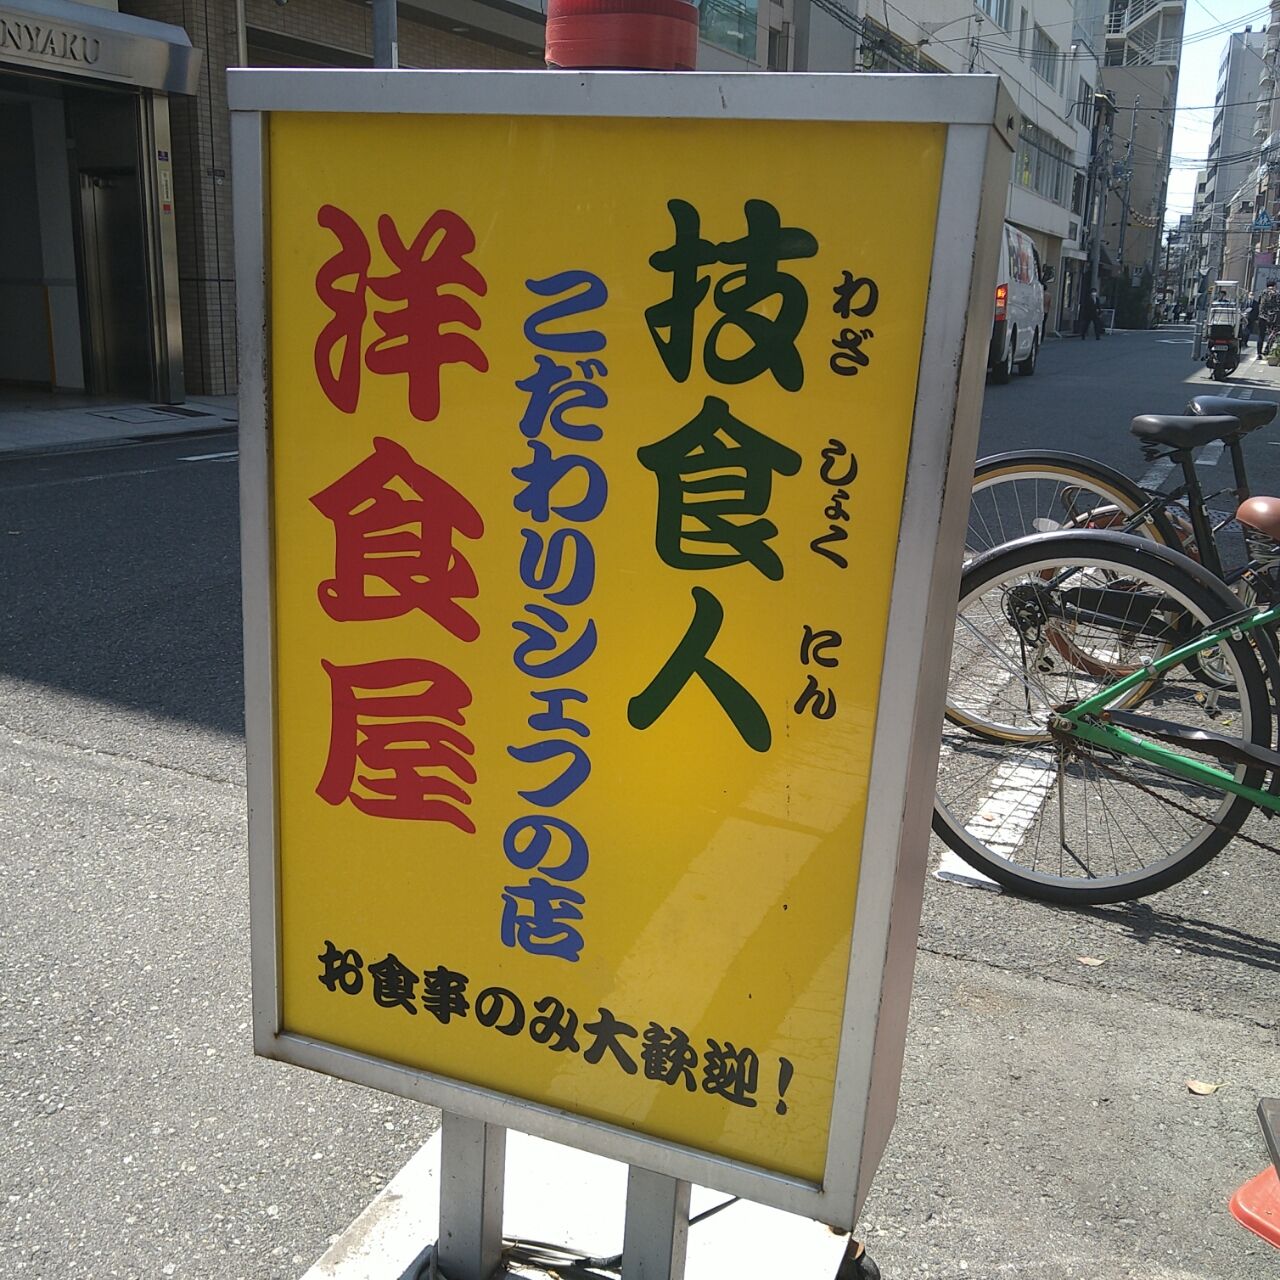 わざ しょく にん
技食人
こだわりシェフの店
洋食屋
お食事のみ大歓迎!
NYAKU